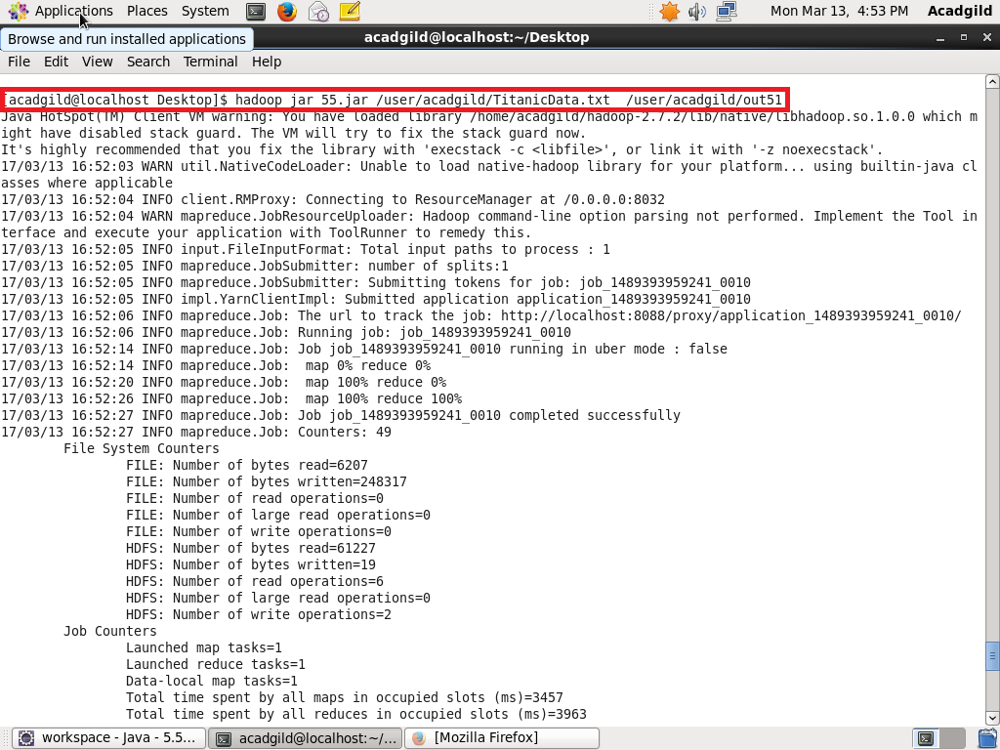 Applications Places System Mon Mar 13, 4:53 PM Acadgild
Browse and run installed applications
acadgild@localhost:~/Desktop
File Edit View Search Terminal Help
[acadgild@localhost Desktop]$ hadoop jar 55.jar /user/acadgild/TitanicData.txt  /user/acadgild/out51
Java HotSpot(TM) Client VM warning: You have loaded library /home/acadgild/hadoop-2.7.2/lib/native/libhadoop.so.1.0.0 which m
ight have disabled stack guard. The VM will try to fix the stack guard now.
It's highly recommended that you fix the library with 'execstack -c <libfile>', or link it with '-z noexecstack'.
17/03/13 16:52:03 WARN util.NativeCodeLoader: Unable to load native-hadoop library for your platform... using builtin-java cl
asses where applicable
17/03/13 16:52:04 INFO client.RMProxy: Connecting to ResourceManager at /0.0.0.0:8032
17/03/13 16:52:04 WARN mapreduce.JobResourceUploader: Hadoop command-line option parsing not performed. Implement the Tool in
terface and execute your application with ToolRunner to remedy this.
17/03/13 16:52:05 INFO input.FileInputFormat: Total input paths to process : 1
17/03/13 16:52:05 INFO mapreduce.JobSubmitter: number of splits:1
17/03/13 16:52:05 INFO mapreduce.JobSubmitter: Submitting tokens for job: job_1489393959241_0010
17/03/13 16:52:05 INFO impl.YarnClientImpl: Submitted application application_1489393959241_0010
17/03/13 16:52:06 INFO mapreduce.Job: The url to track the job: http://localhost:8088/proxy/application_1489393959241_0010/
17/03/13 16:52:06 INFO mapreduce.Job: Running job: job_1489393959241_0010
17/03/13 16:52:14 INFO mapreduce.Job: Job job_1489393959241_0010 running in uber mode : false
17/03/13 16:52:14 INFO mapreduce.Job:  map 0% reduce 0%
17/03/13 16:52:20 INFO mapreduce.Job:  map 100% reduce 0%
17/03/13 16:52:26 INFO mapreduce.Job:  map 100% reduce 100%
17/03/13 16:52:27 INFO mapreduce.Job: Job job_1489393959241_0010 completed successfully
17/03/13 16:52:27 INFO mapreduce.Job: Counters: 49
File System Counters
FILE: Number of bytes read=6207
FILE: Number of bytes written=248317
FILE: Number of read operations=0
FILE: Number of large read operations=0
FILE: Number of write operations=0
HDFS: Number of bytes read=61227
HDFS: Number of bytes written=19
HDFS: Number of read operations=6
HDFS: Number of large read operations=0
HDFS: Number of write operations=2
Job Counters
Launched map tasks=1
Launched reduce tasks=1
Data-local map tasks=1
Total time spent by all maps in occupied slots (ms)=3457
Total time spent by all reduces in occupied slots (ms)=3963
workspace - Java - 5.5... acadgild@localhost:~/... [Mozilla Firefox]